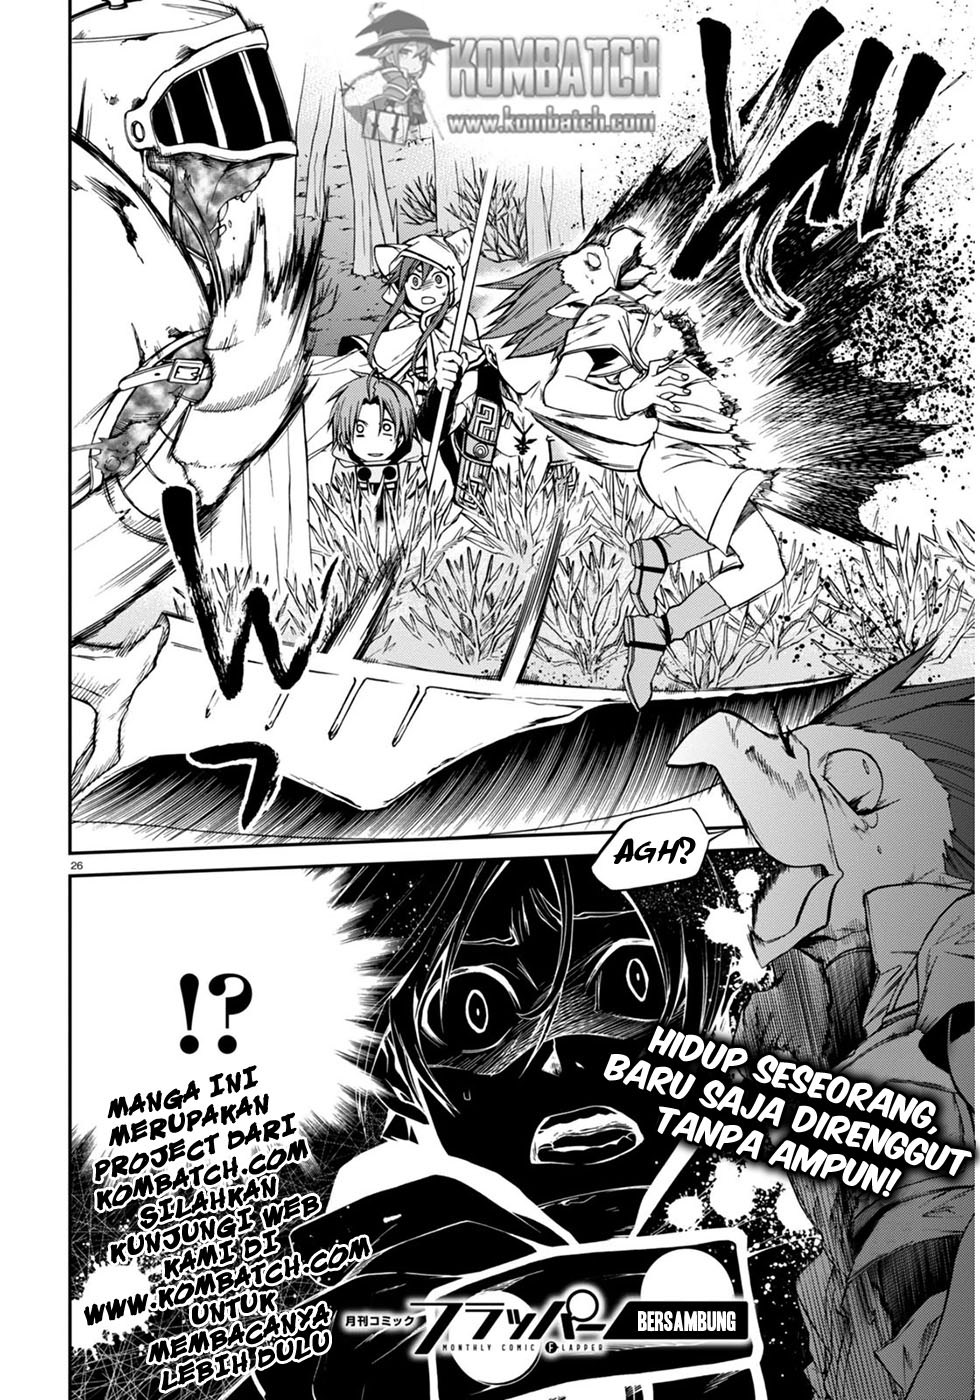 KOMBATCH
www.kombatch.com
AGH?
26
!?
HIDUP SESEORANG,
BARU SAJA DIRENGGUT
TANPA AMPUN!
MANGA INI
MERUPAKAN
PROJECT DARI
KOMBATCH.COM
SILAHKAN
KUNJUNGI WEB
KAMI DI
WWW.KOMBATCH.COM
UNTUK
MEMBACANYA
LEBIH DULU
月刊コミック フラッパー BERSAMBUNG
MONTHLY COMIC FLAPPER